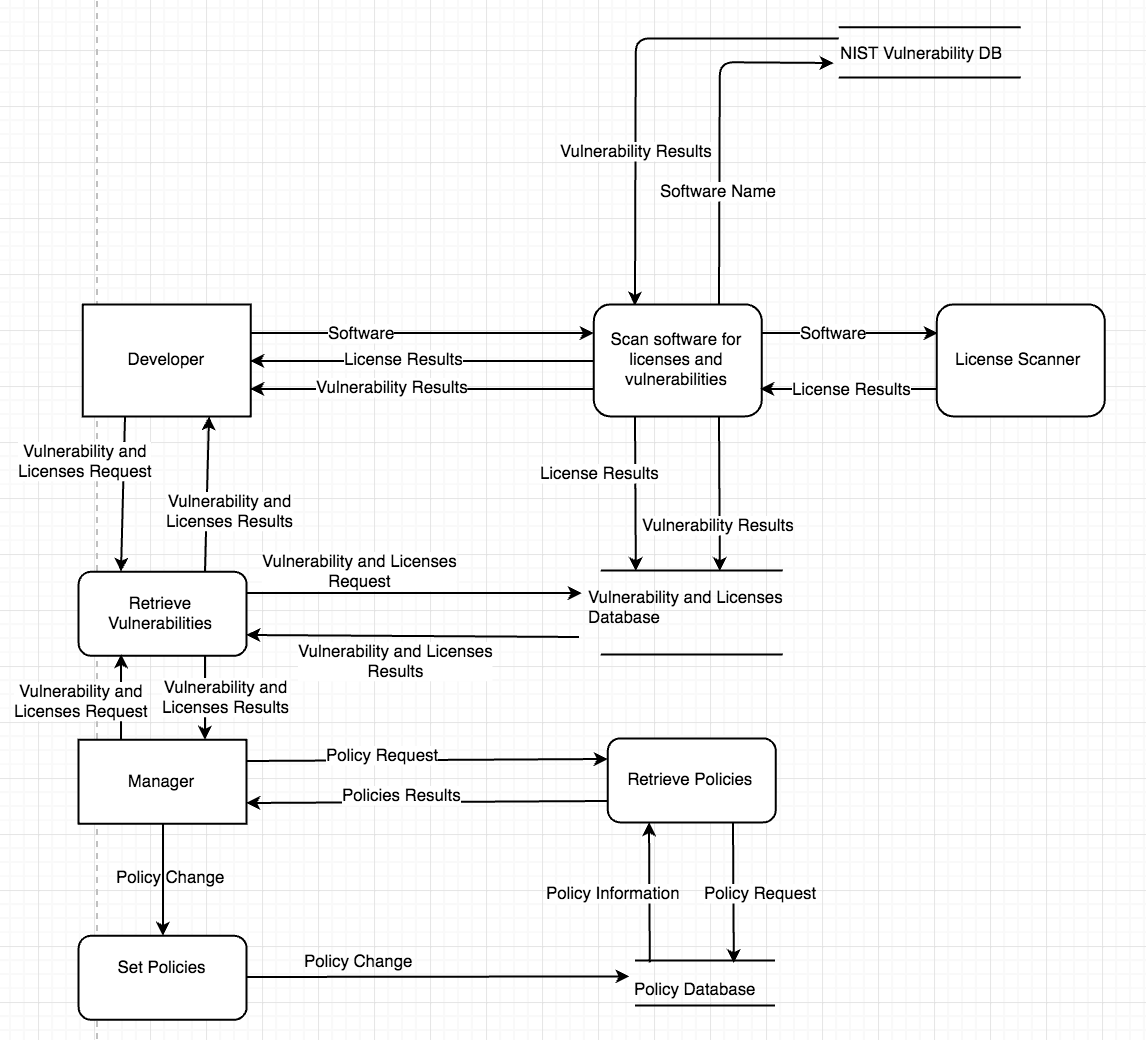 NIST Vulnerability DB
Vulnerability Results
Software Name
Developer
Software
License Results
Vulnerability Results
Scan software for
licenses and
vulnerabilities
Software
License Results
License Scanner
Vulnerability and
Licenses Request
Vulnerability and
Licenses Results
License Results
Vulnerability Results
Retrieve
Vulnerabilities
Vulnerability and Licenses
Request
Vulnerability and Licenses
Results
Vulnerability and Licenses
Database
Vulnerability and
Licenses Request
Vulnerability and
Licenses Results
Manager
Policy Request
Policies Results
Retrieve Policies
Policy Change
Policy Information
Policy Request
Set Policies
Policy Change
Policy Database